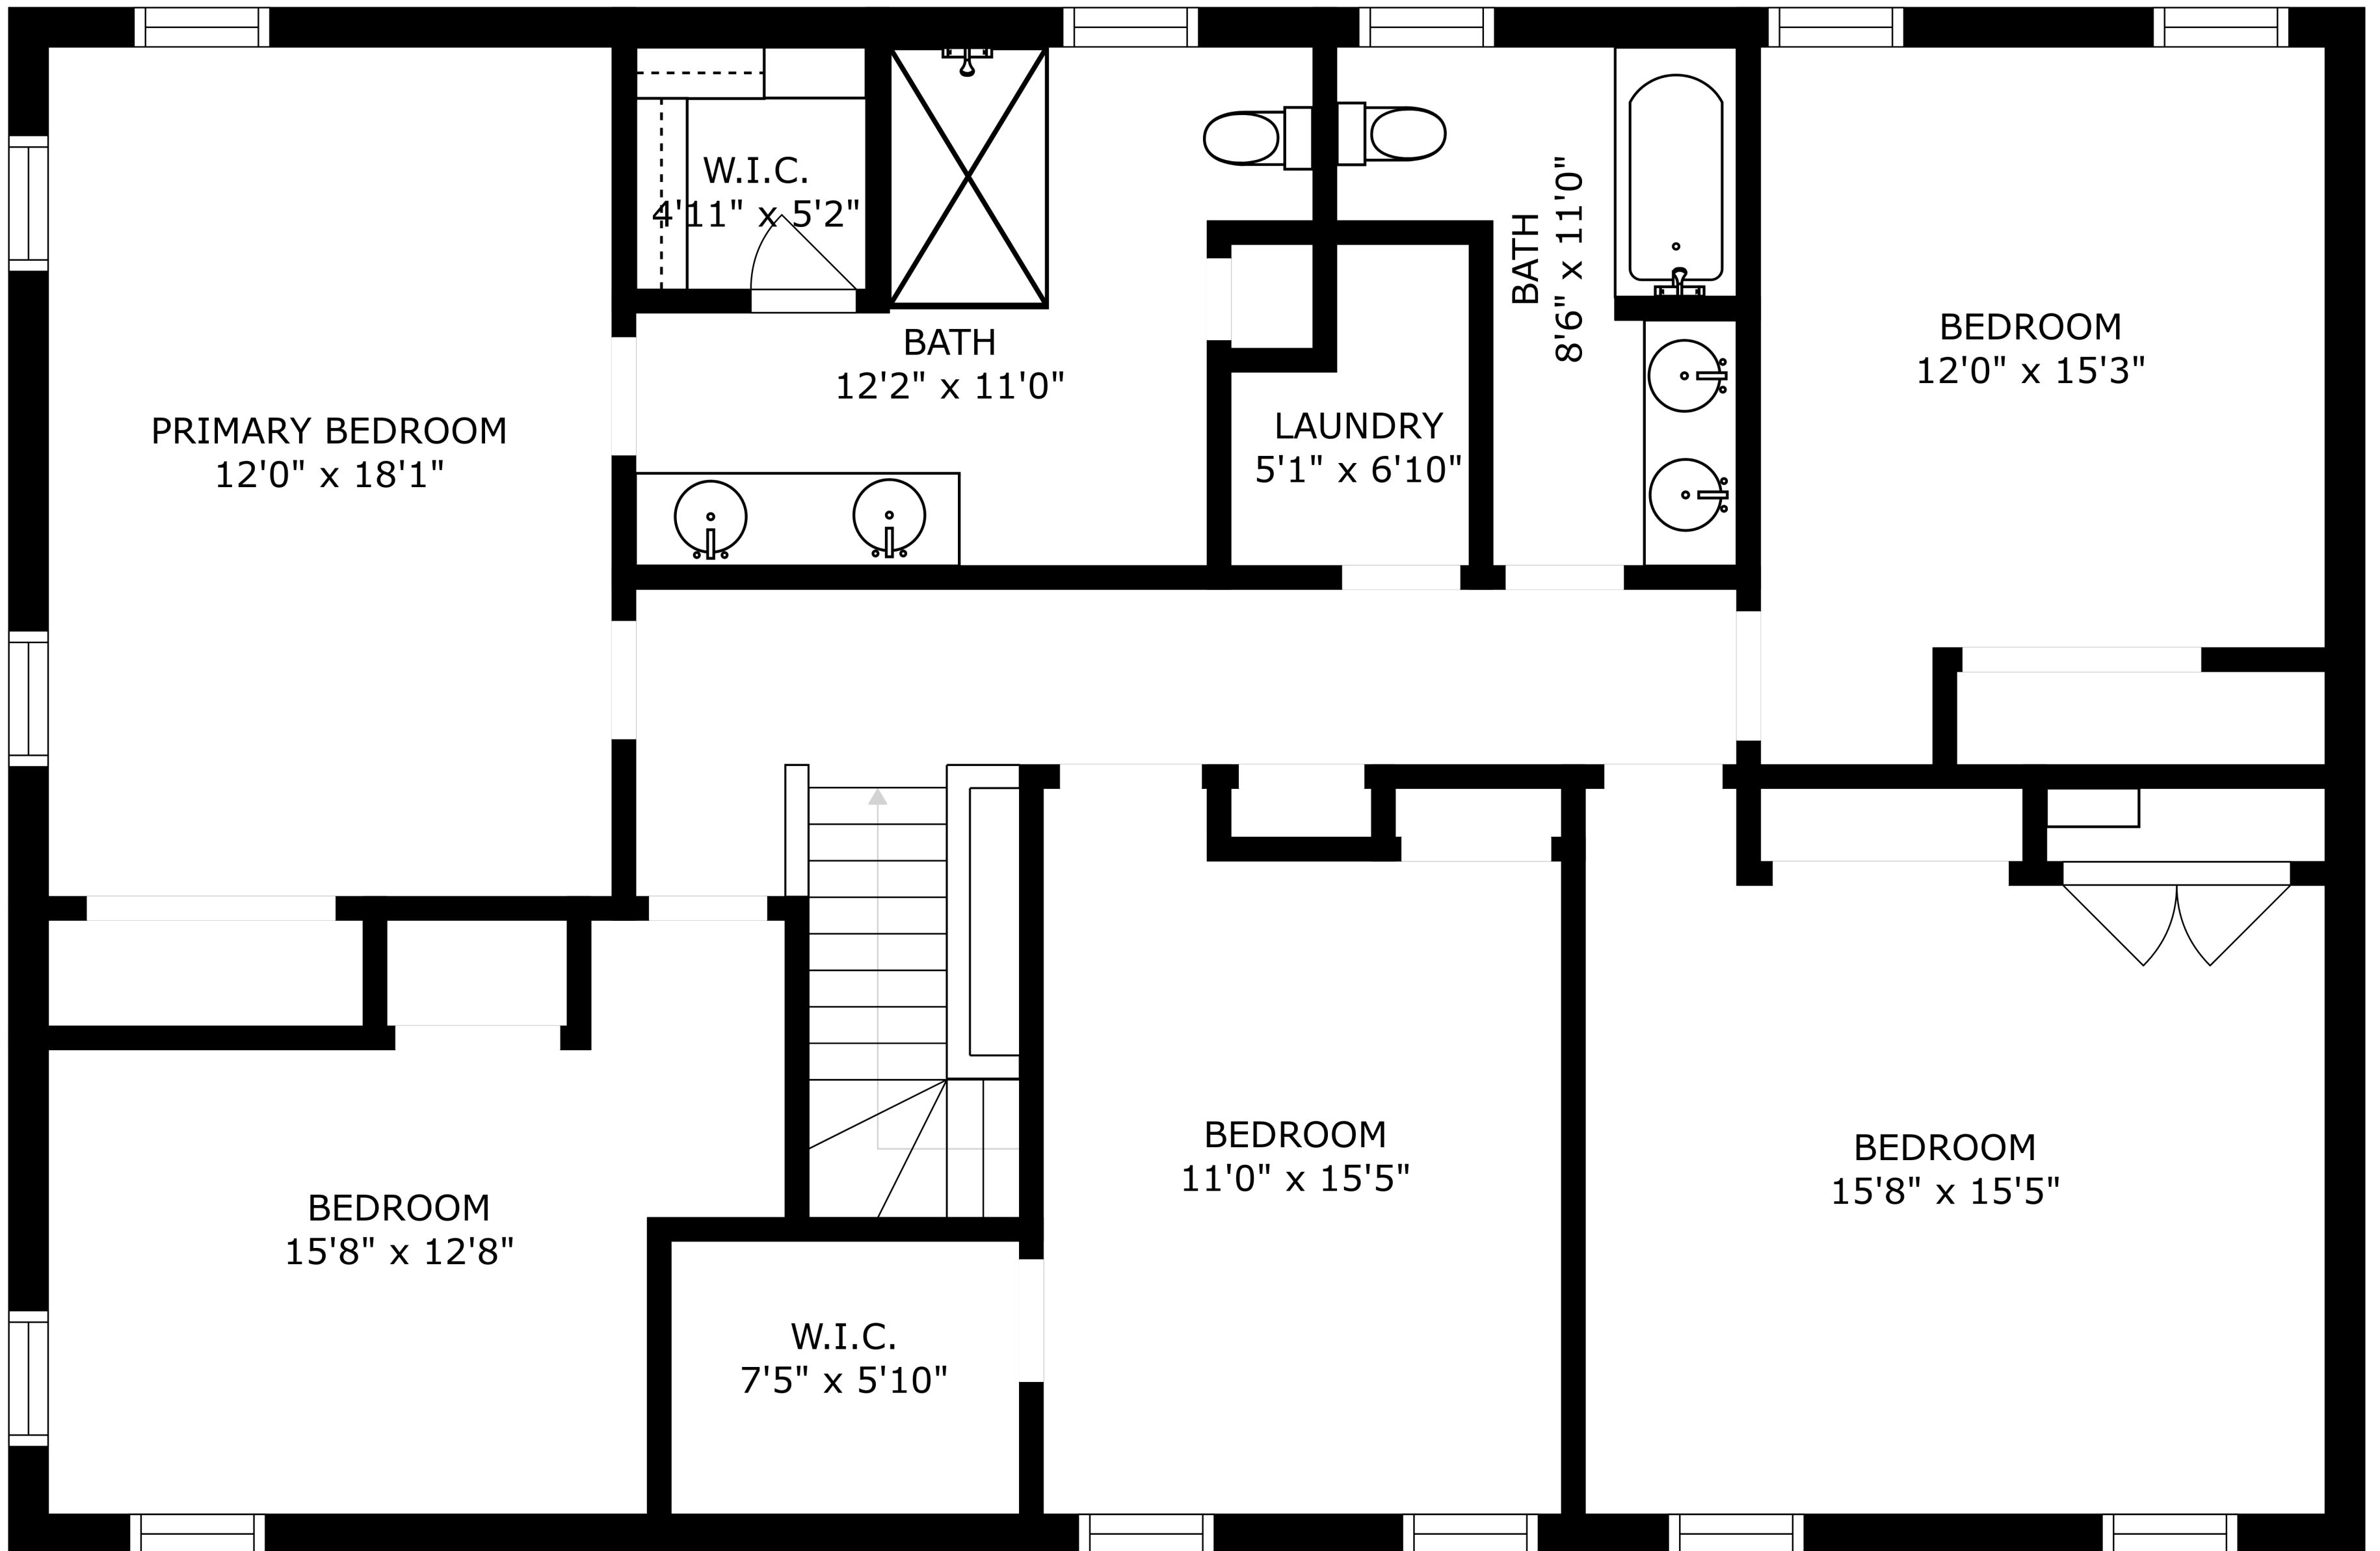 W.I.C.
4'11" x 5'2"
BATH
8'6" x 11'0"
BATH
12'2" x 11'0"
BEDROOM
12'0" x 15'3"
PRIMARY BEDROOM
12'0" x 18'1"
LAUNDRY
5'1" x 6'10"
BEDROOM
11'0" x 15'5"
BEDROOM
15'8" x 15'5"
BEDROOM
15'8" x 12'8"
W.I.C.
7'5" x 5'10"